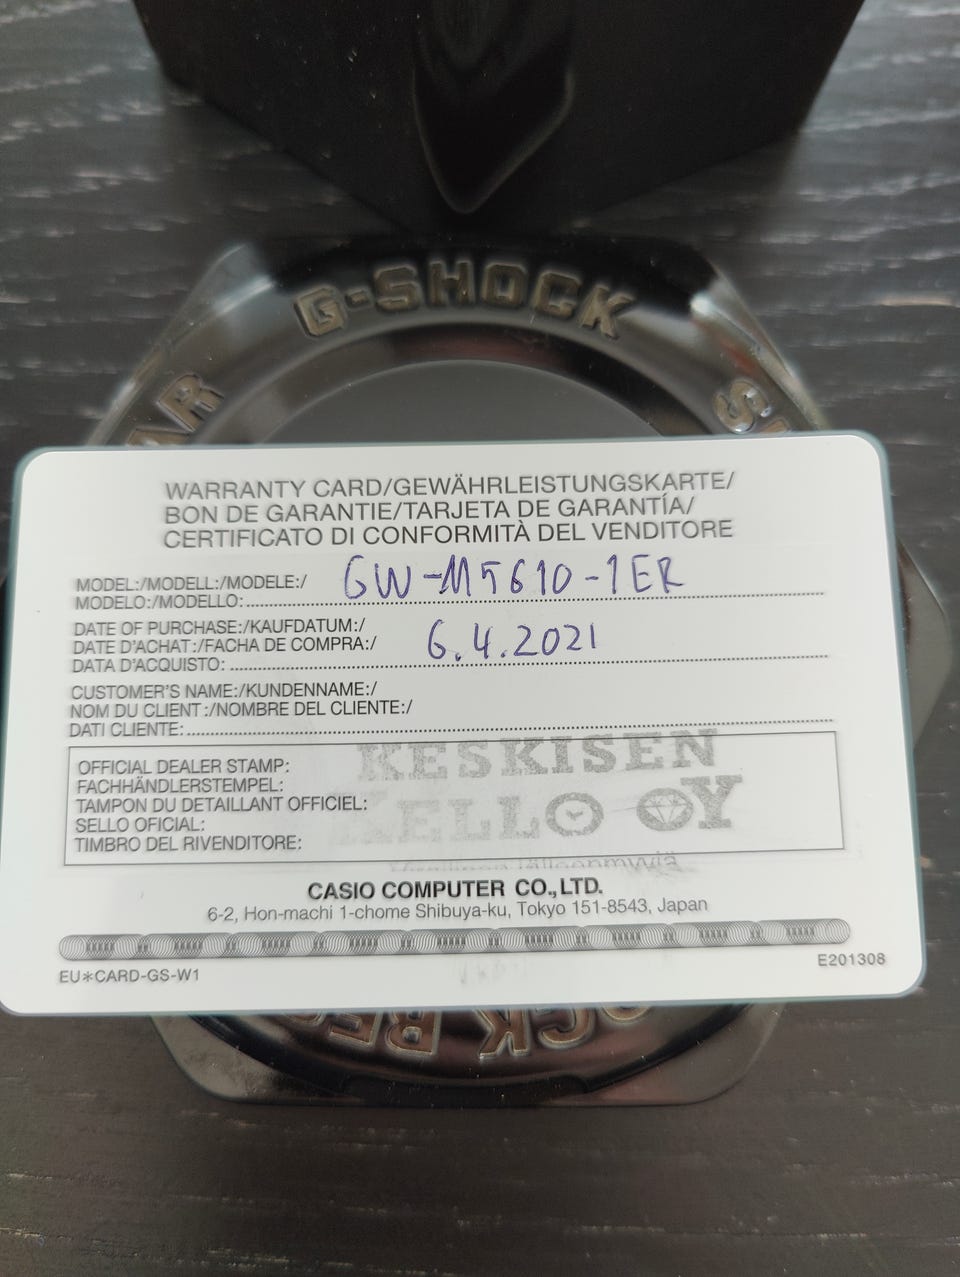 G-SHOCK
WARRANTY CARD/GEWÄHRLEISTUNGSKARTE/
BON DE GARANTIE/TARJETA DE GARANTÍA/
CERTIFICATO DI CONFORMITÀ DEL VENDITORE
MODEL:/MODELL:/MODELE:/
MODELO:/MODELLO: GW-M5610-1ER
DATE OF PURCHASE:/KAUFDATUM:/
DATE D'ACHAT:/FACHA DE COMPRA:/
DATA D'ACQUISTO: 6.4.2021
CUSTOMER'S NAME:/KUNDENNAME:/
NOM DU CLIENT:/NOMBRE DEL CLIENTE:/
DATI CLIENTE:
OFFICIAL DEALER STAMP:
FACHHÄNDLERSTEMPEL:
TAMPON DU DETAILLANT OFFICIEL:
SELLO OFICIAL:
TIMBRO DEL RIVENDITORE:
KESKISEN
KELLO OY
CASIO COMPUTER CO., LTD.
6-2, Hon-machi 1-chome Shibuya-ku, Tokyo 151-8543, Japan
EU*CARD-GS-W1
E201308